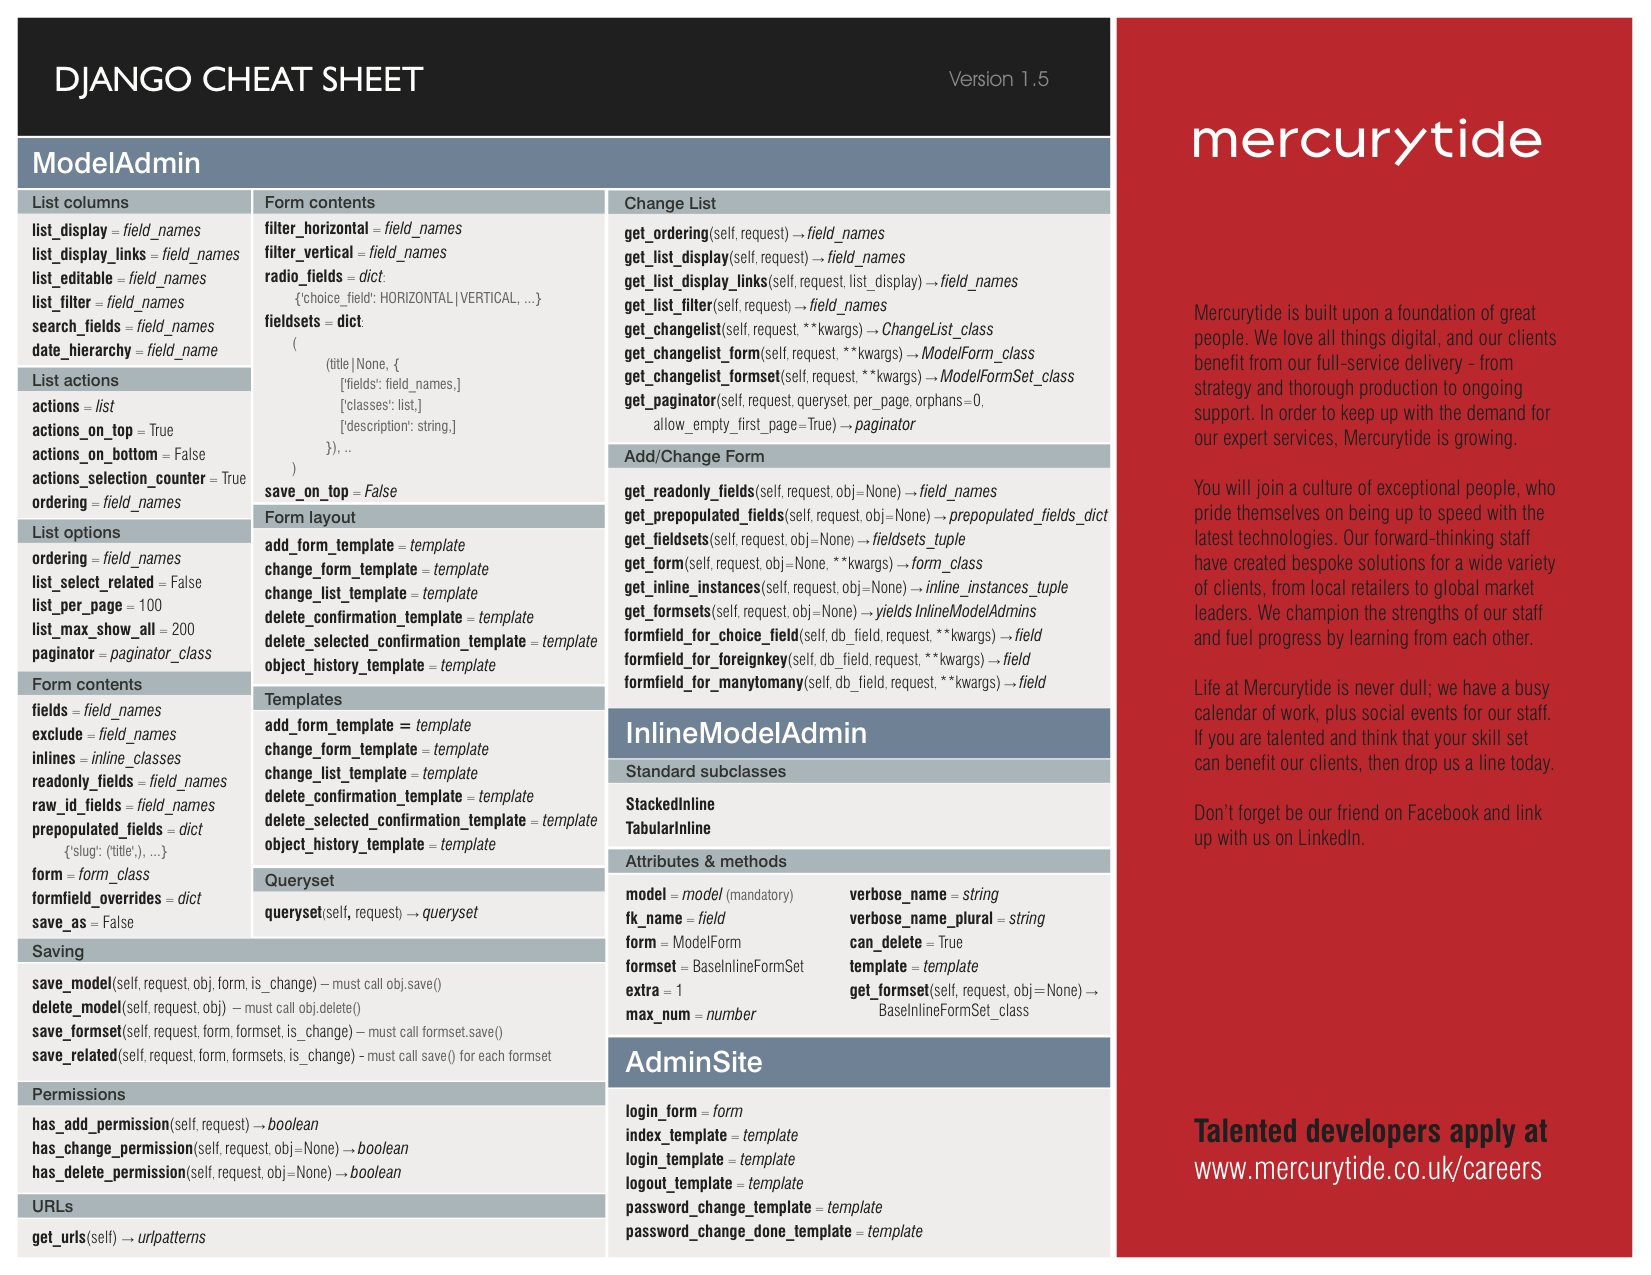 DJANGO CHEAT SHEET
Version 1.5
ModelAdmin
List columns
list_display = field_names
list_display_links = field_names
list_editable = field_names
list_filter = field_names
search_fields = field_names
date_hierarchy = field_name
List actions
actions = list
actions_on_top = True
actions_on_bottom = False
actions_selection_counter = True
ordering = field_names
List options
ordering = field_names
list_select_related = False
list_per_page = 100
list_max_show_all = 200
paginator = paginator_class
Form contents
fields = field_names
exclude = field_names
inlines = inline_classes
readonly_fields = field_names
raw_id_fields = field_names
prepopulated_fields = dict
{'slug': ('title',), ...}
form = form_class
formfield_overrides = dict
save_as = False
Form contents
filter_horizontal = field_names
filter_vertical = field_names
radio_fields = dict:
{'choice_field': HORIZONTAL|VERTICAL, ...}
fieldsets = dict:
(
(title|None, {
['fields': field_names,]
['classes': list,]
['description': string,]
}), ..
)
save_on_top = False
Form layout
add_form_template = template
change_form_template = template
change_list_template = template
delete_confirmation_template = template
delete_selected_confirmation_template = template
object_history_template = template
Templates
add_form_template = template
change_form_template = template
change_list_template = template
delete_confirmation_template = template
delete_selected_confirmation_template = template
object_history_template = template
Queryset
queryset(self, request) → queryset
Saving
save_model(self, request, obj, form, is_change) – must call obj.save()
delete_model(self, request, obj) – must call obj.delete()
save_formset(self, request, form, formset, is_change) – must call formset.save()
save_related(self, request, form, formsets, is_change) - must call save() for each formset
Permissions
has_add_permission(self, request) → boolean
has_change_permission(self, request, obj=None) → boolean
has_delete_permission(self, request, obj=None) → boolean
URLs
get_urls(self) → urlpatterns
Change List
get_ordering(self, request) → field_names
get_list_display(self, request) → field_names
get_list_display_links(self, request, list_display) → field_names
get_list_filter(self, request) → field_names
get_changelist(self, request, **kwargs) → ChangeList_class
get_changelist_form(self, request, **kwargs) → ModelForm_class
get_changelist_formset(self, request, **kwargs) → ModelFormSet_class
get_paginator(self, request, queryset, per_page, orphans=0,
allow_empty_first_page=True) → paginator
Add/Change Form
get_readonly_fields(self, request, obj=None) → field_names
get_prepopulated_fields(self, request, obj=None) → prepopulated_fields_dict
get_fieldsets(self, request, obj=None) → fieldsets_tuple
get_form(self, request, obj=None, **kwargs) → form_class
get_inline_instances(self, request, obj=None) → inline_instances_tuple
get_formsets(self, request, obj=None) → yields InlineModelAdmins
formfield_for_choice_field(self, db_field, request, **kwargs) → field
formfield_for_foreignkey(self, db_field, request, **kwargs) → field
formfield_for_manytomany(self, db_field, request, **kwargs) → field
InlineModelAdmin
Standard subclasses
StackedInline
TabularInline
Attributes & methods
model = model (mandatory)
fk_name = field
form = ModelForm
formset = BaseInlineFormSet
extra = 1
max_num = number
verbose_name = string
verbose_name_plural = string
can_delete = True
template = template
get_formset(self, request, obj=None) →
BaseInlineFormSet_class
AdminSite
login_form = form
index_template = template
login_template = template
logout_template = template
password_change_template = template
password_change_done_template = template
mercurytide
Mercurytide is built upon a foundation of great
people. We love all things digital, and our clients
benefit from our full-service delivery - from
strategy and thorough production to ongoing
support. In order to keep up with the demand for
our expert services, Mercurytide is growing.
You will join a culture of exceptional people, who
pride themselves on being up to speed with the
latest technologies. Our forward-thinking staff
have created bespoke solutions for a wide variety
of clients, from local retailers to global market
leaders. We champion the strengths of our staff
and fuel progress by learning from each other.
Life at Mercurytide is never dull; we have a busy
calendar of work, plus social events for our staff.
If you are talented and think that your skill set
can benefit our clients, then drop us a line today.
Don't forget be our friend on Facebook and link
up with us on LinkedIn.
Talented developers apply at
www.mercurytide.co.uk/careers